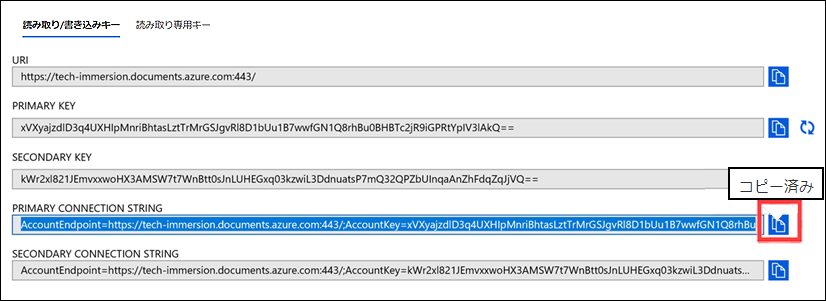 読み取り/書き込みキー 読み取り専用キー
URI
https://tech-immersion.documents.azure.com:443/
PRIMARY KEY
xVXyajzdlD3q4UXHIpMnriBhtasLztTrMrGSJgvRl8D1bUu1B7wwfGN1Q8rhBu0BHBTc2jR9iGPRtYpIV3lAkQ==
SECONDARY KEY
kWr2xl821JEmvxxwoHX3AMSW7t7WnBtt0sJnLUHEGxq03kzwiL3DdnuatsP7mQ32QPZbUInqaAnZhFdqZqJjVQ==
コピー済み
PRIMARY CONNECTION STRING
AccountEndpoint=https://tech-immersion.documents.azure.com:443/;AccountKey=xVXyajzdlD3q4UXHIpMnriBhtasLztTrMrGSJgvRl8D1bUu1B7wwfGN1Q8rhBu
SECONDARY CONNECTION STRING
AccountEndpoint=https://tech-immersion.documents.azure.com:443/;AccountKey=kWr2xl821JEmvxxwoHX3AMSW7t7WnBtt0sJnLUHEGxq03kzwiL3Ddnuats...